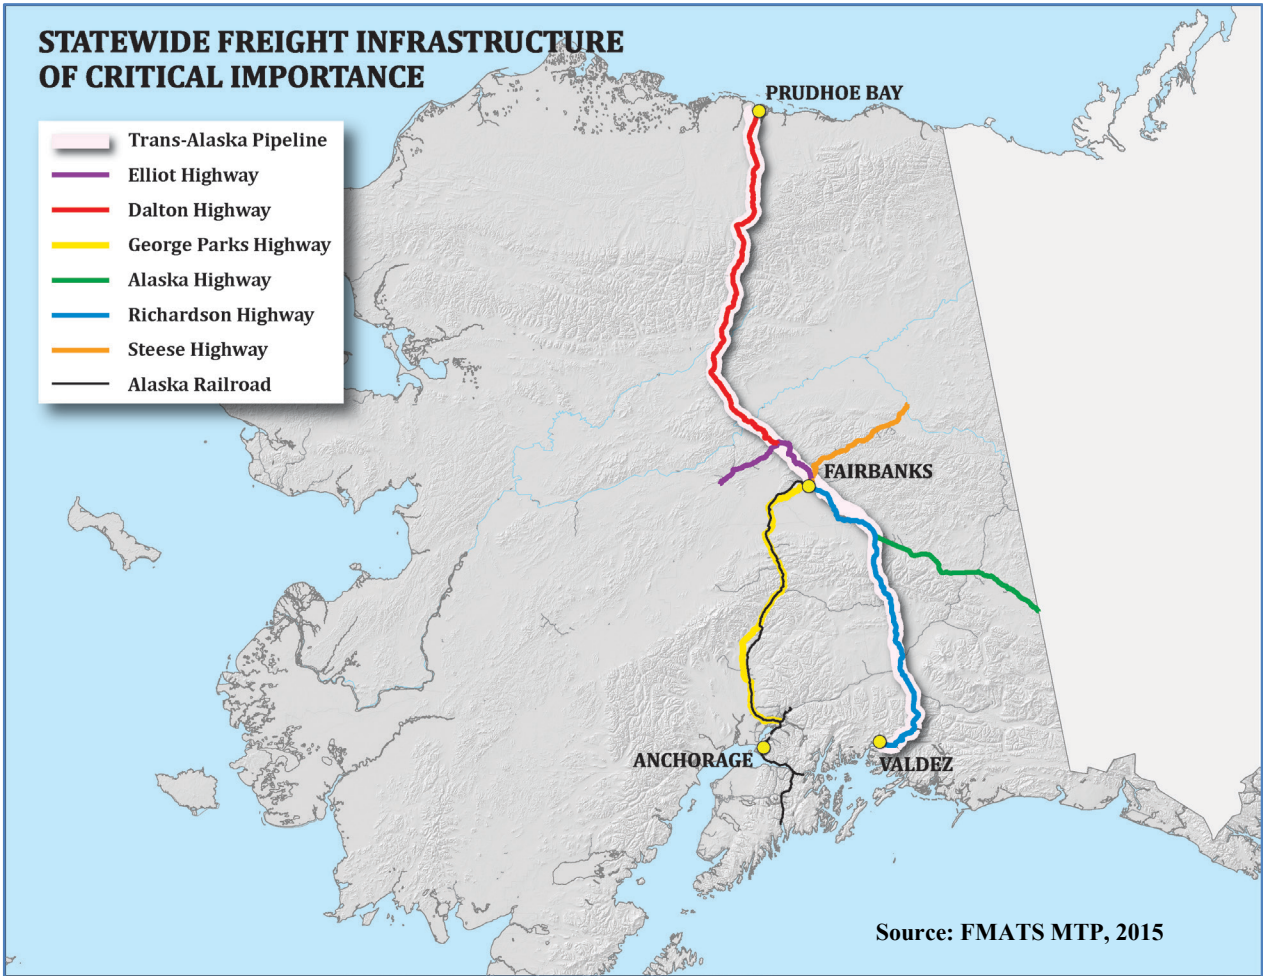 STATEWIDE FREIGHT INFRASTRUCTURE
OF CRITICAL IMPORTANCE
PRUDHOE BAY
Trans-Alaska Pipeline
Elliot Highway
Dalton Highway
George Parks Highway
Alaska Highway
Richardson Highway
Steese Highway
Alaska Railroad
FAIRBANKS
ANCHORAGE
VALDEZ
Source: FMATS MTP, 2015